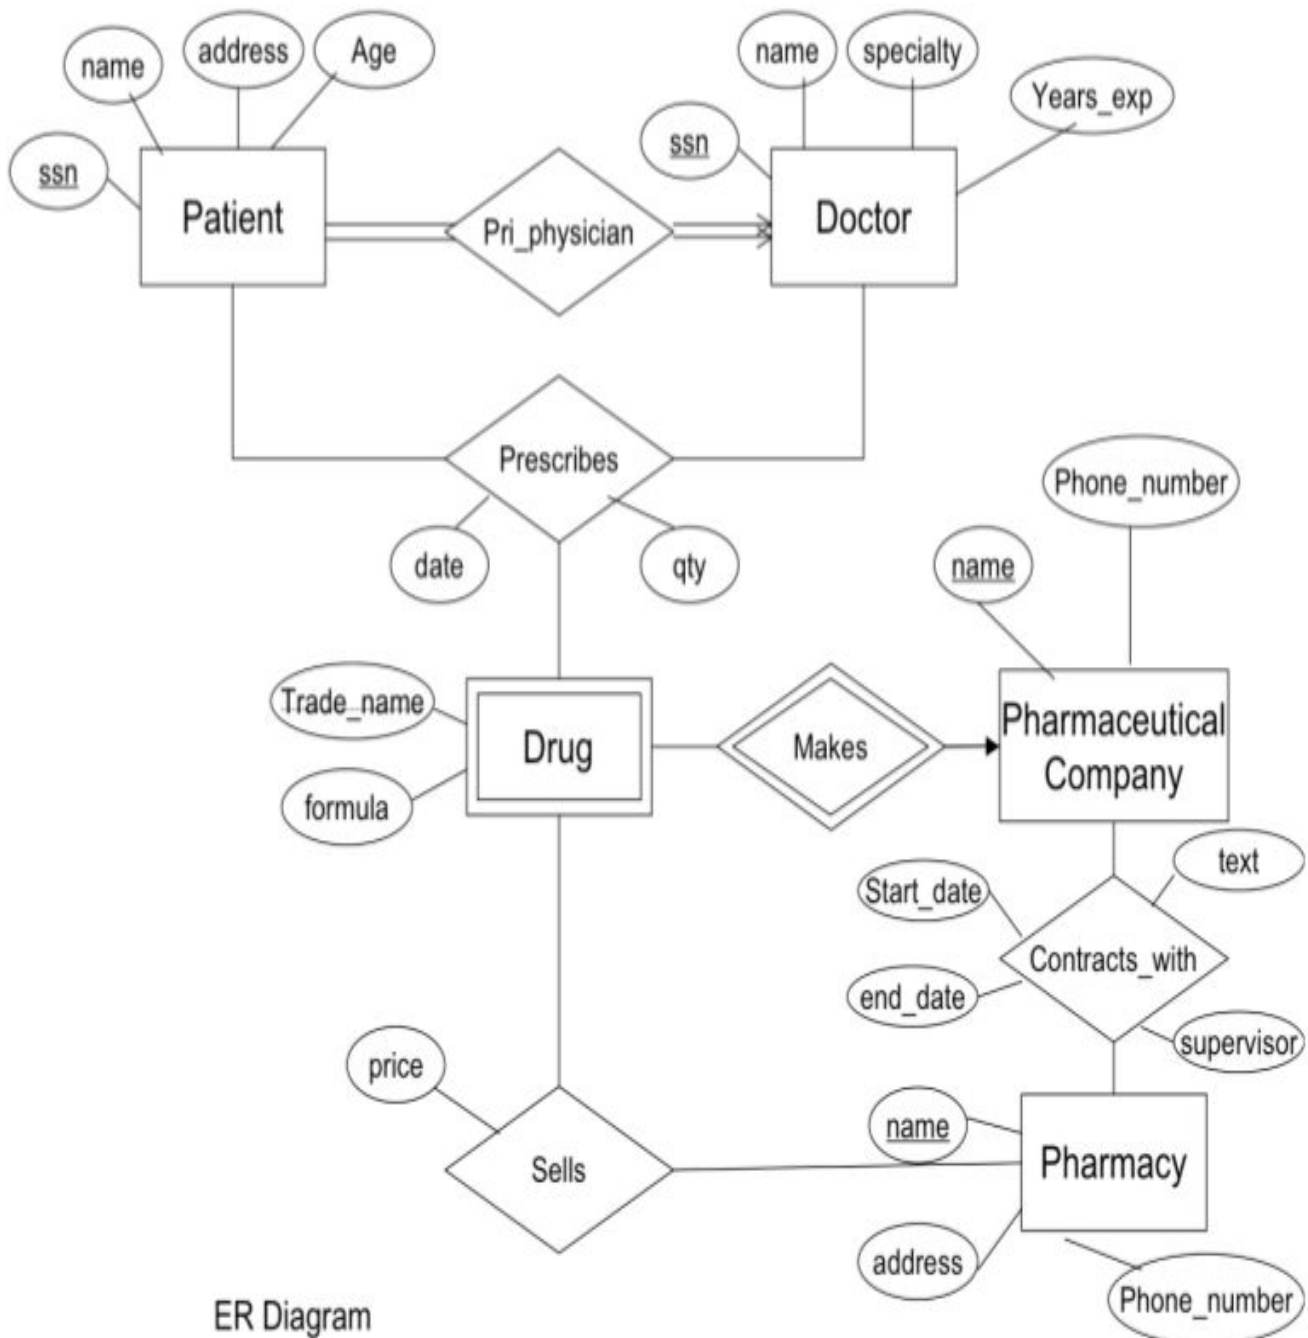 name
address
Age
name
specialty
Years_exp
ssn
ssn
Patient
Pri_physician
Doctor
Prescribes
Phone_number
date
qty
name
Trade_name
Drug
Makes
Pharmaceutical
Company
formula
text
Start_date
Contracts_with
end_date
supervisor
price
name
Sells
Pharmacy
address
Phone_number
ER Diagram